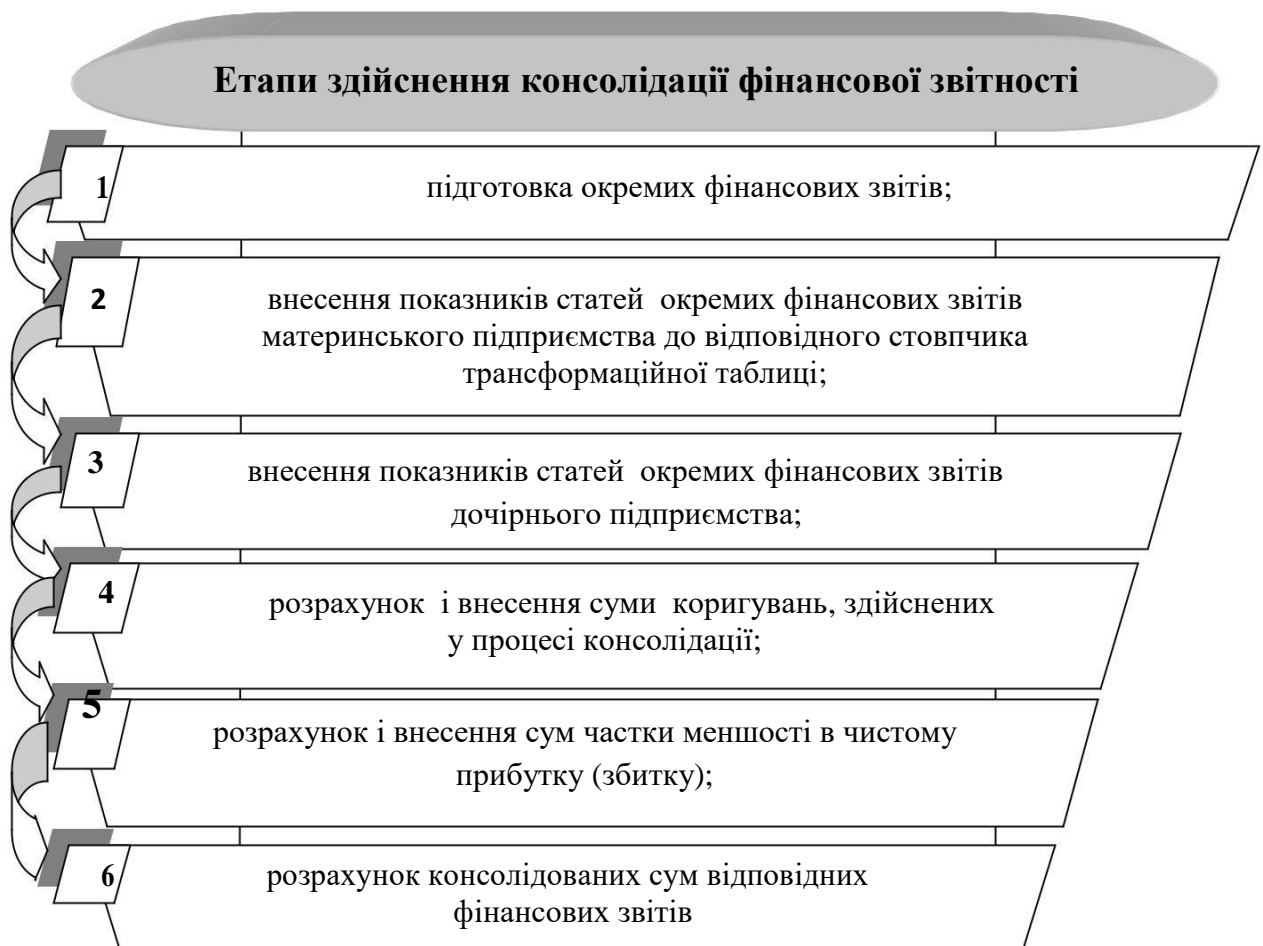 Етапи здійснення консолідації фінансової звітності
1
підготовка окремих фінансових звітів;
2
внесення показників статей окремих фінансових звітів
материнського підприємства до відповідного стовпчика
трансформаційної таблиці;
3
внесення показників статей окремих фінансових звітів
дочірнього підприємства;
4
розрахунок і внесення суми коригувань, здійснених
у процесі консолідації;
5
розрахунок і внесення сум частки меншості в чистому
прибутку (збитку);
6
розрахунок консолідованих сум відповідних
фінансових звітів